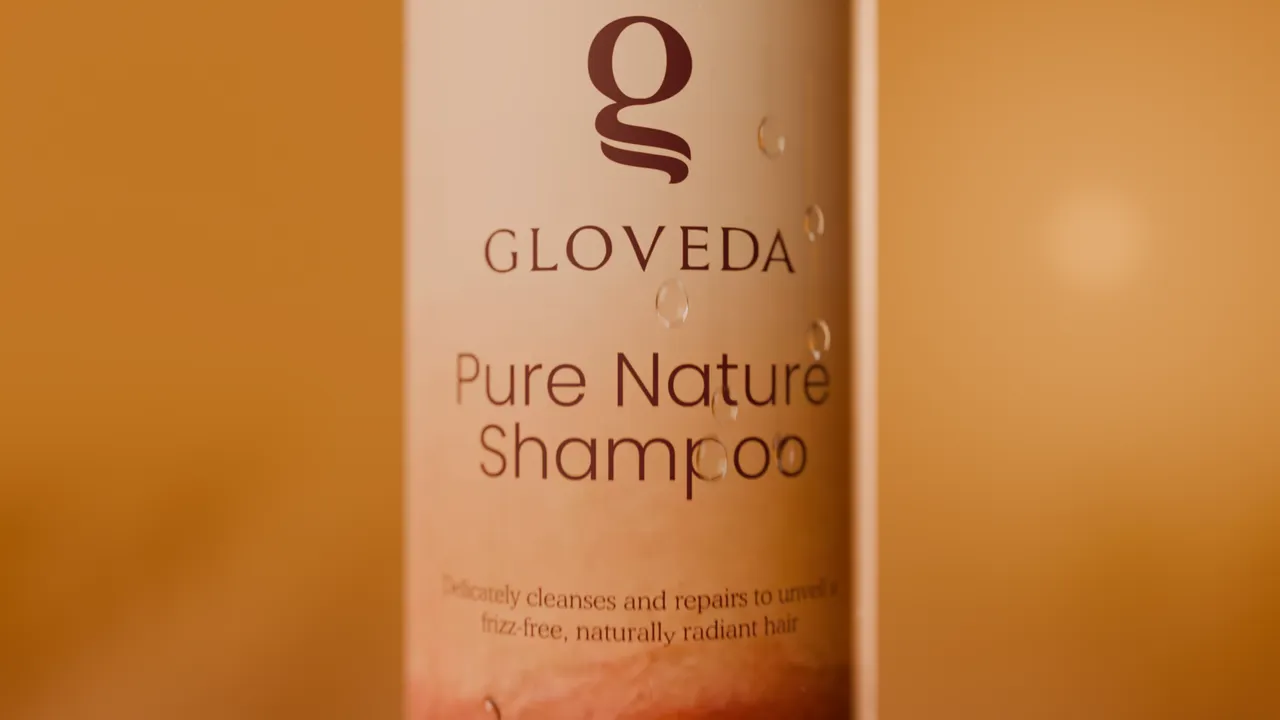 g
GLOVEDA
Pure Nature
Shampoo
Delicately cleanses and repairs to unveil a
frizz-free, naturally radiant hair